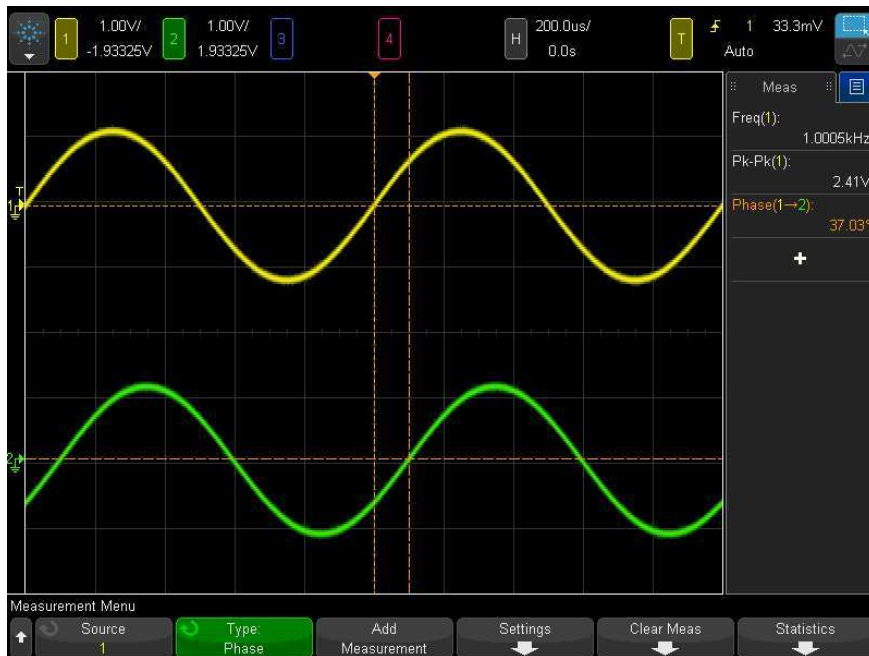 1 1.00V/ 2 1.00V/ 3 4 H 200.0us/ T 1 33.3mV
-1.93325V 1.93325V 0.0s Auto
Meas
Freq(1):
1.0005kHz
Pk-Pk(1):
2.41V
Phase(1→2):
37.03°
+
T
1
2
Measurement Menu
Source
1
Type:
Phase
Add
Measurement
Settings
Clear Meas
Statistics